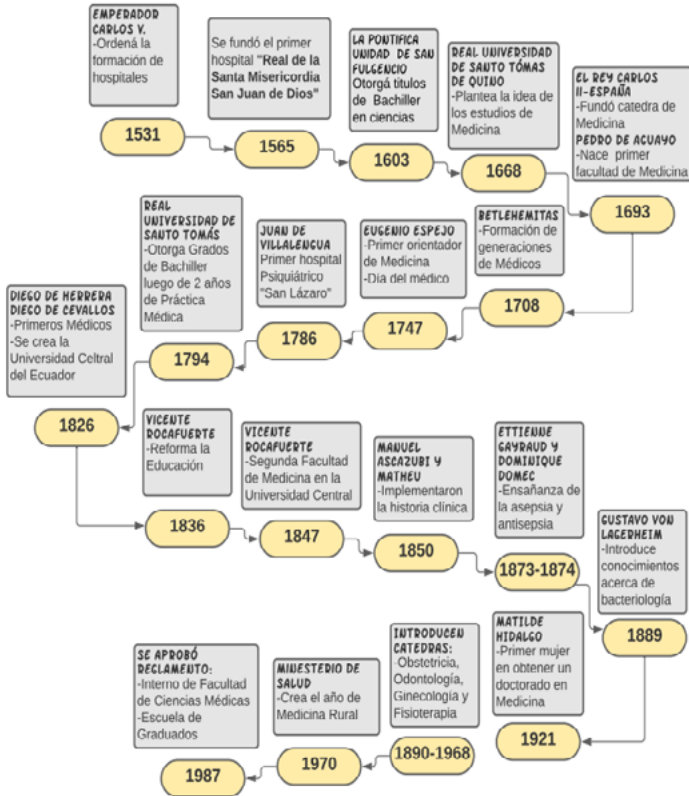 EMPERADOR
CARLOS V.
-Ordená la
formación de
hospitales
1531
Se fundó el primer
hospital "Real de la
Santa Misericordia
San Juan de Dios"
1565
LA PONTIFICA
UNIDAD DE SAN
FULGENCIO
Otorgá titulos
de Bachiller
en ciencias
1603
REAL UNIVERSIDAD
DE SANTO TÓMAS
DE QUINO
-Plantea la idea de
los estudios de
Medicina
1668
EL REY CARLOS
II-ESPAÑA
-Fundó catedra de
Medicina
PEDRO DE AGUAYO
-Nace primer
facultad de Medicina
1693
BETLEHEMITAS
-Formación de
generaciones
de Médicos
1708
EUGENIO ESPEJO
-Primer orientador
de Medicina
-Día del médico
1747
JUAN DE
VILLALENGUA
Primer hospital
Psiquiátrico
"San Lázaro"
1786
REAL
UNIVERSIDAD DE
SANTO TOMÁS
-Otorga Grados
de Bachiller
luego de 2 años
de Práctica
Médica
1794
DIEGO DE HERRERA
DIEGO DE CEVALLOS
-Primeros Médicos
-Se crea la
Universidad Celtral
del Ecuador
1826
VICENTE
ROCAFUERTE
-Reforma la
Educación
1836
VICENTE
ROCAFUERTE
-Segunda Facultad
de Medicina en la
Universidad Central
1847
MANUEL
ASCAZUBI Y
MATHEU
-Implementaron
la historia clínica
1850
ETTIENNE
GAYRAUD Y
DOMINIQUE
DOMEC
-Ensañanza de
la asepsia y
antisepsia
1873-1874
GUSTAVO VON
LAGERHEIM
-Introduce
conocimientos
acerca de
bacteriología
1889
MATILDE
HIDALGO
-Primer mujer
en obtener un
doctorado en
Medicina
1921
INTRODUCEN
CATEDRAS:
-Obstetricia,
Odontología,
Ginecología y
Fisioterapia
1890-1968
MINISTERIO DE
SALUD
-Crea el año de
Medicina Rural
1970
SE APROBÓ
REGLAMENTO:
-Interno de Facultad
de Ciencias Médicas
-Escuela de
Graduados
1987